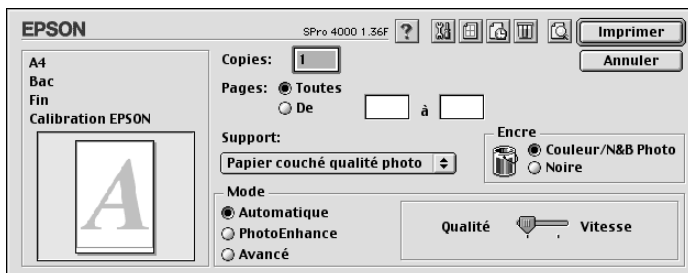 EPSON
SPro 4000 1.36F ?
Imprimer
A4
Bac
Fin
Calibration EPSON
A
Copies: 1
Annuler
Pages: Toutes
De à
Support:
Papier couché qualité photo
Encre
Couleur/N&B Photo
Noire
Mode
Automatique
PhotoEnhance
Avancé
Qualité Vitesse